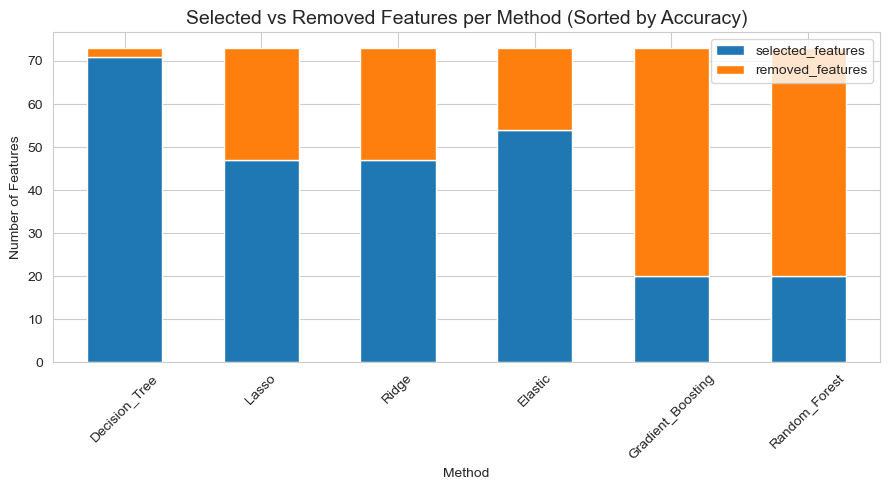 Selected vs Removed Features per Method (Sorted by Accuracy)
selected_features
removed_features
Number of Features
70
60
50
40
30
20
10
0
Decision_Tree
Lasso
Ridge
Elastic
Gradient_Boosting
Random_Forest
Method